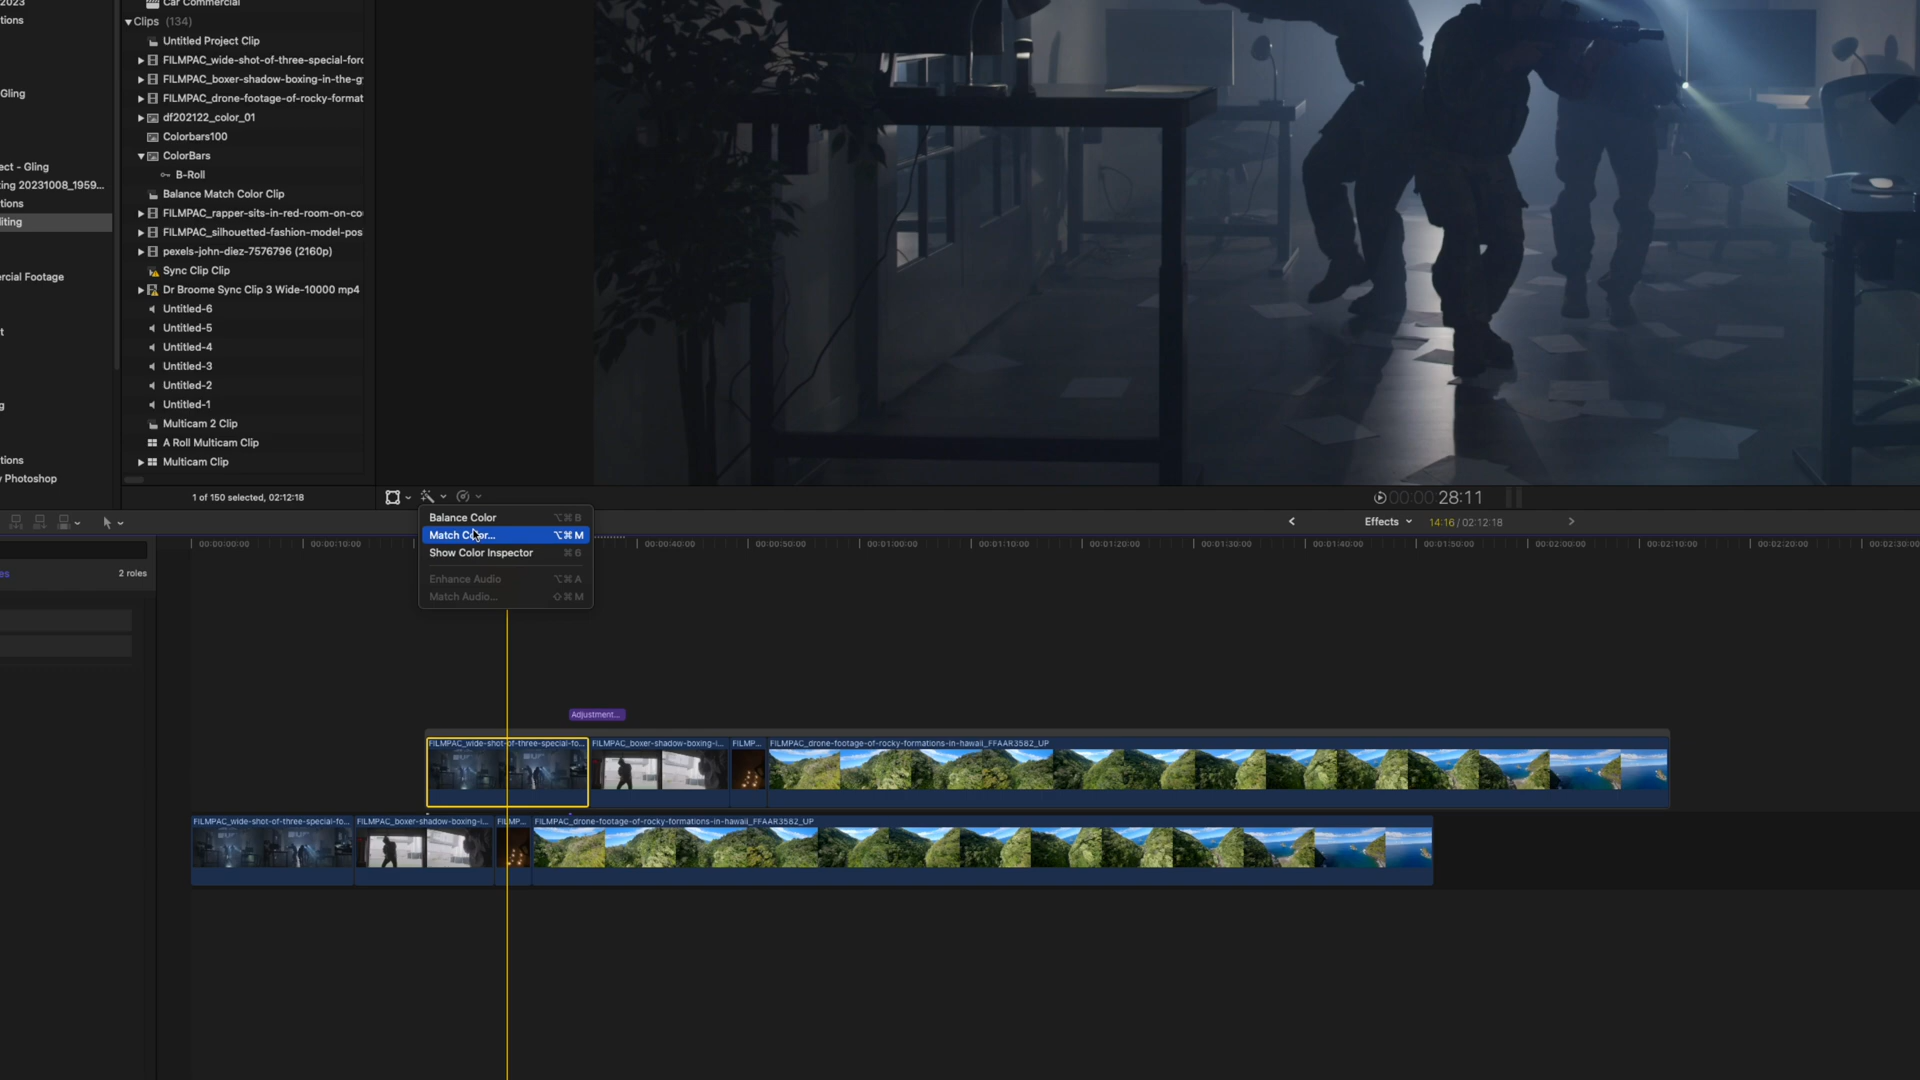 2023
tions
Gling
ect - Gling
ing 20231008_1959...
tions
iting
ercial Footage
t
g
tions
y Photoshop
Car Commercial
Clips (134)
Untitled Project Clip
FILMPAC_wide-shot-of-three-special-forc
FILMPAC_boxer-shadow-boxing-in-the-g
FILMPAC_drone-footage-of-rocky-format
df202122_color_01
Colorbars100
ColorBars
B-Roll
Balance Match Color Clip
FILMPAC_rapper-sits-in-red-room-on-co
FILMPAC_silhouetted-fashion-model-pos
pexels-john-diez-7576796 (2160p)
Sync Clip Clip
Dr Broome Sync Clip 3 Wide-10000 mp4
Untitled-6
Untitled-5
Untitled-4
Untitled-3
Untitled-2
Untitled-1
Multicam 2 Clip
A Roll Multicam Clip
Multicam Clip
1 of 150 selected, 02:12:18
00:00:00 28:11
Balance Color ⌥⌘B
Match Color... ⌥⌘M
Show Color Inspector ⌘6
Enhance Audio ⌥⌘A
Match Audio... ⇧⌘M
Effects 14:16 / 02:12:18
00:00:00:00 00:00:10:00 00:00:40:00 00:00:50:00 00:01:00:00 00:01:10:00 00:01:20:00 00:01:30:00 00:01:40:00 00:01:50:00 00:02:00:00 00:02:10:00 00:02:20:00 00:02:30:00
es 2 roles
Adjustment...
FILMPAC_wide-shot-of-three-special-fo... FILMPAC_boxer-shadow-boxing-i... FILMP... FILMPAC_drone-footage-of-rocky-formations-in-hawaii_FFAAR3582_UP
FILMPAC_wide-shot-of-three-special-fo... FILMPAC_boxer-shadow-boxing-i... FILMP... FILMPAC_drone-footage-of-rocky-formations-in-hawaii_FFAAR3582_UP